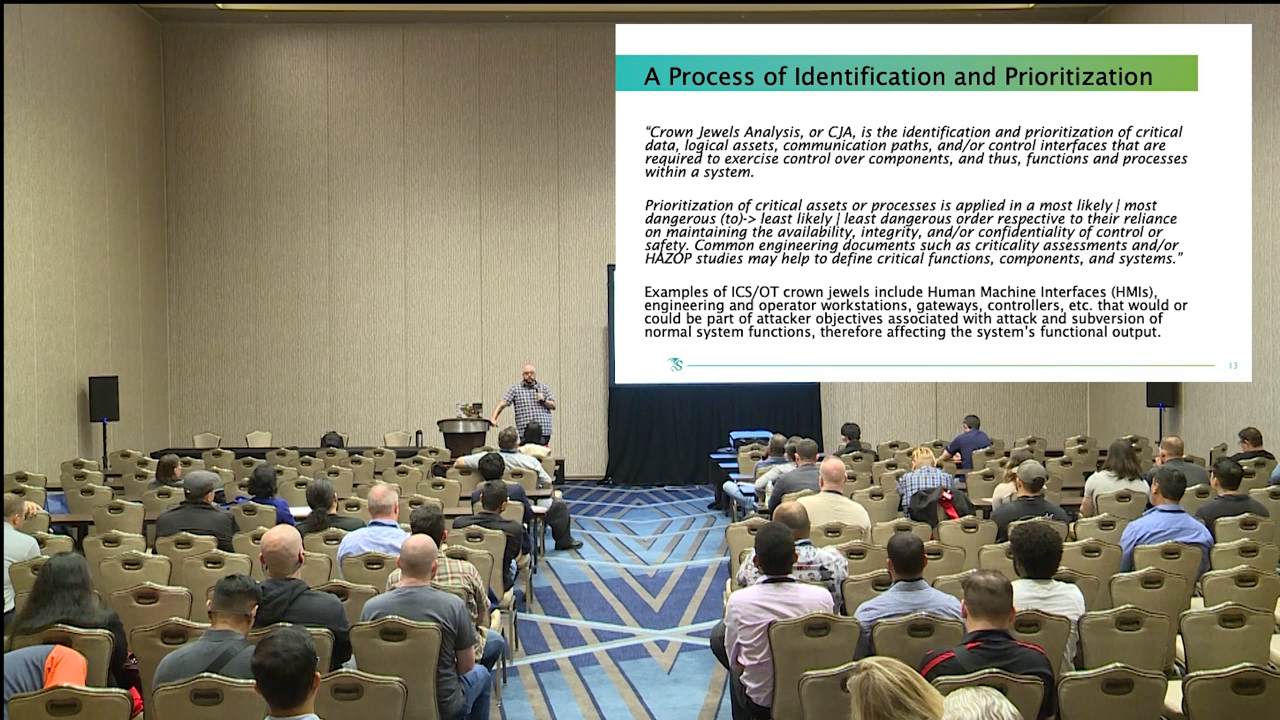 A Process of Identification and Prioritization
“Crown Jewels Analysis, or CJA, is the identification and prioritization of critical
data, logical assets, communication paths, and/or control interfaces that are
required to exercise control over components, and thus, functions and processes
within a system.
Prioritization of critical assets or processes is applied in a most likely | most
dangerous (to)-> least likely | least dangerous order respective to their reliance
on maintaining the availability, integrity, and/or confidentiality of control or
safety. Common engineering documents such as criticality assessments and/or
HAZOP studies may help to define critical functions, components, and systems.”
Examples of ICS/OT crown jewels include Human Machine Interfaces (HMIs),
engineering and operator workstations, gateways, controllers, etc. that would or
could be part of attacker objectives associated with attack and subversion of
normal system functions, therefore affecting the system’s functional output.
13